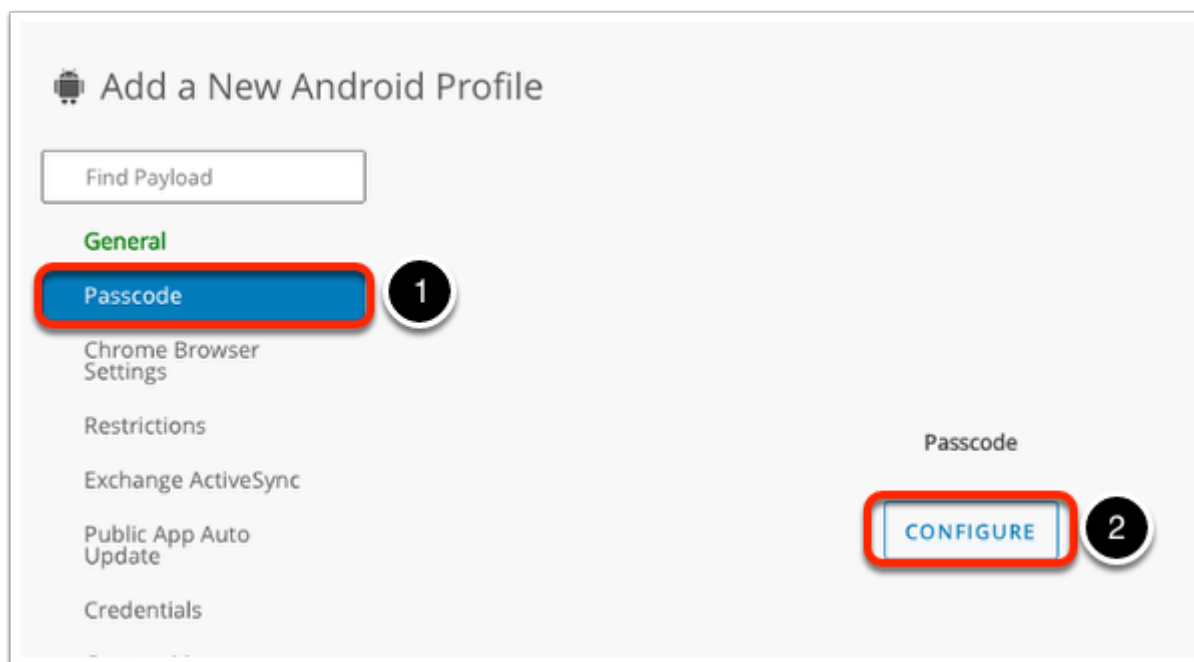 Add a New Android Profile
Find Payload
General
Passcode
1
Chrome Browser
Settings
Restrictions
Exchange ActiveSync
Public App Auto
Update
Credentials
Passcode
CONFIGURE
2